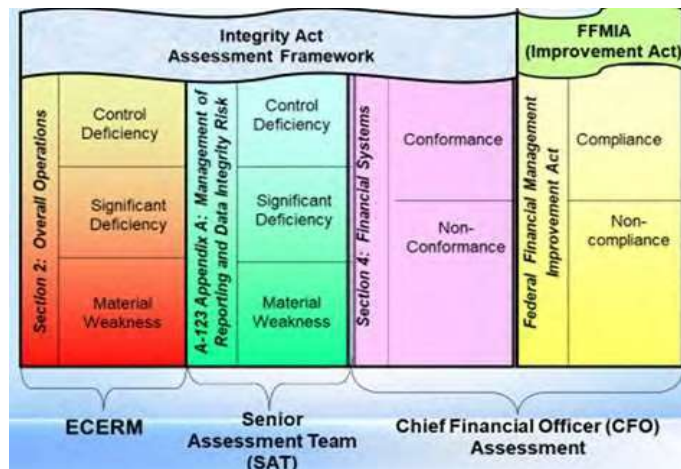 Integrity Act
Assessment Framework
FFMIA
(Improvement Act)
Section 2: Overall Operations
Control
Deficiency
Significant
Deficiency
Material
Weakness
A-123 Appendix A: Management of
Reporting and Data Integrity Risk
Control
Deficiency
Significant
Deficiency
Material
Weakness
Section 4: Financial Systems
Conformance
Non-
Conformance
Federal Financial Management
Improvement Act
Compliance
Non-
compliance
ECERM
Senior
Assessment Team
(SAT)
Chief Financial Officer (CFO)
Assessment